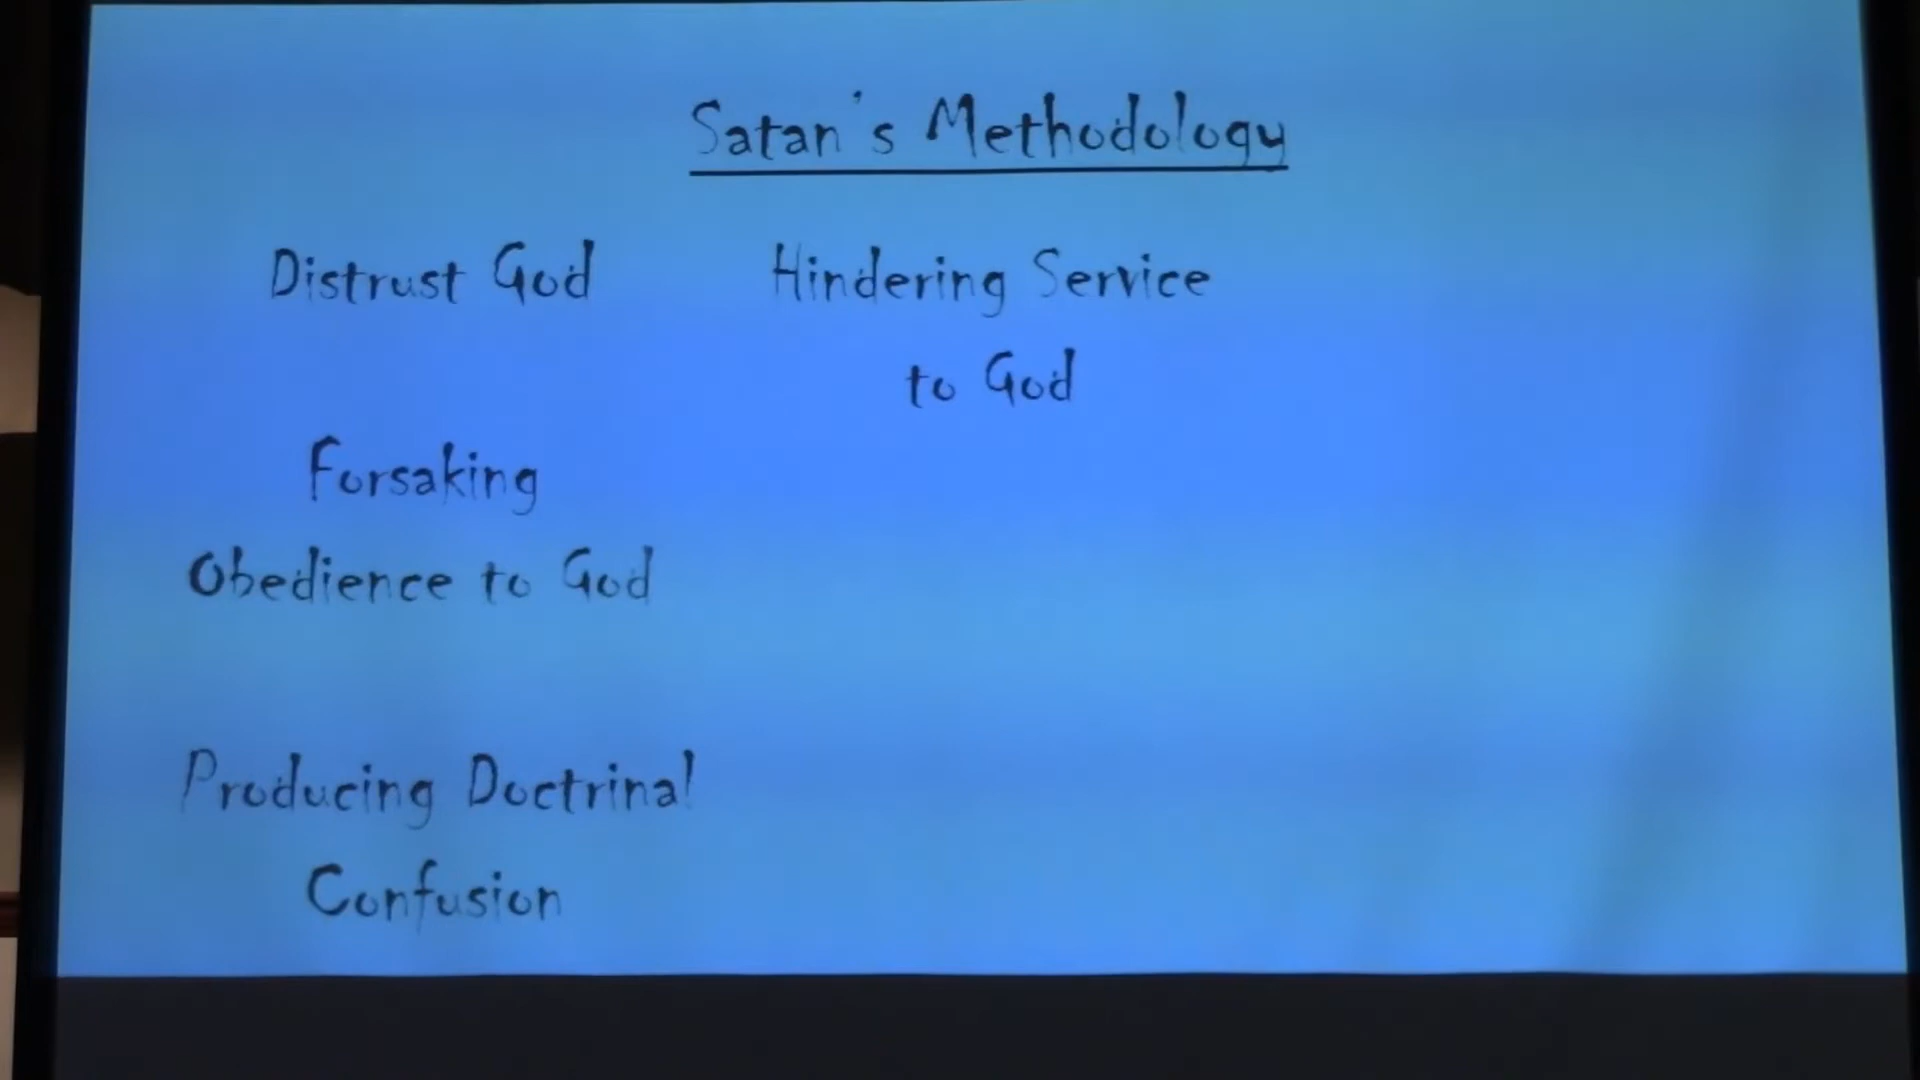 Satan's Methodology
Distrust God
Forsaking
Obedience to God
Producing Doctrinal
Confusion
Hindering Service
to God